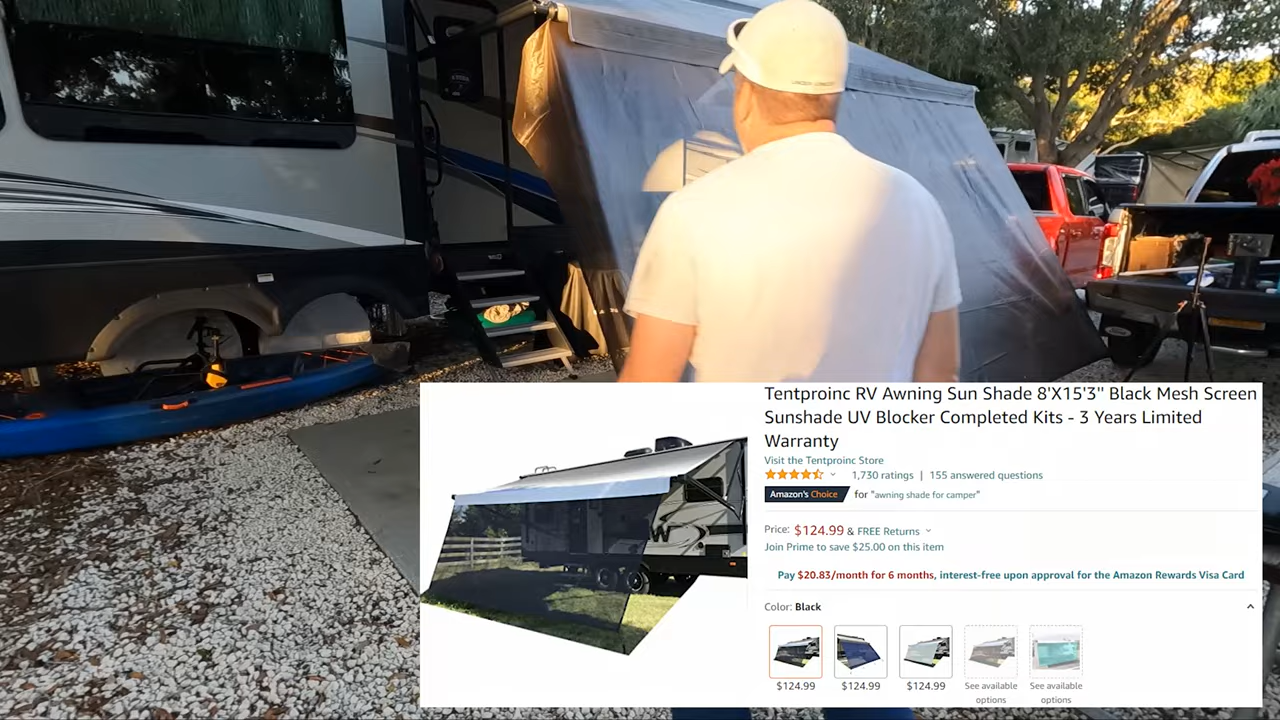 Tentproinc RV Awning Sun Shade 8'X15'3'' Black Mesh Screen
Sunshade UV Blocker Completed Kits - 3 Years Limited
Warranty
Visit the Tentproinc Store
1,730 ratings | 155 answered questions
Amazon's Choice for "awning shade for camper"
Price: $124.99 & FREE Returns
Join Prime to save $25.00 on this item
Pay $20.83/month for 6 months, interest-free upon approval for the Amazon Rewards Visa Card
Color: Black
$124.99 $124.99 $124.99 See available options See available options